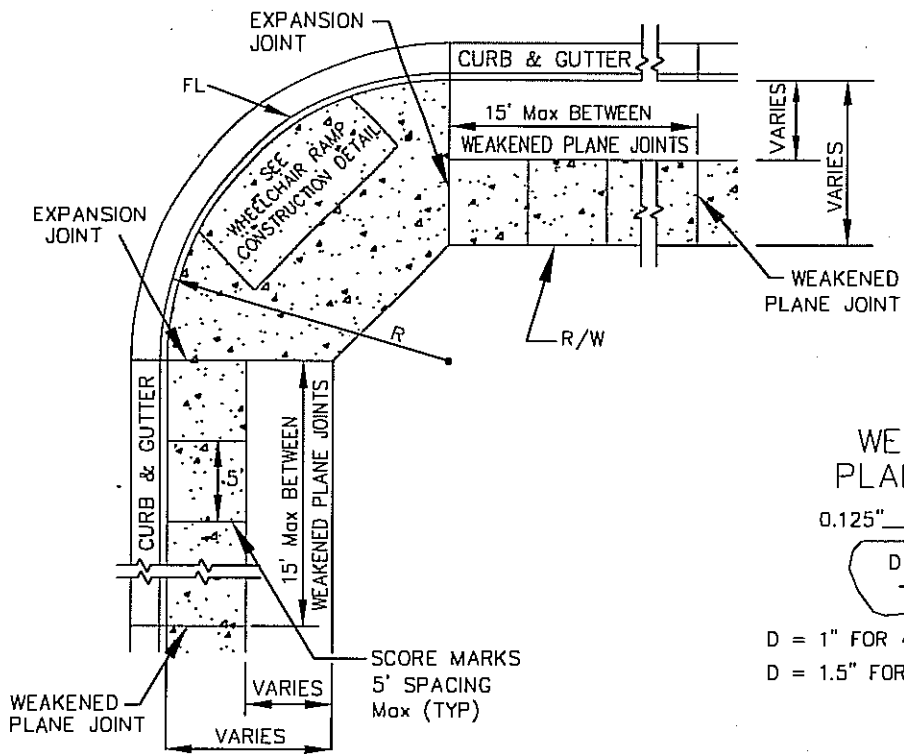 EXPANSION
JOINT
CURB & GUTTER
FL
15' Max BETWEEN
WEAKENED PLANE JOINTS
VARIES
VARIES
SEE
WHEELCHAIR RAMP
CONSTRUCTION DETAIL
EXPANSION
JOINT
WEAKENED
PLANE JOINT
R
R/W
CURB & GUTTER
5'
15' Max BETWEEN
WEAKENED PLANE JOINTS
WE
PLAN
0.125"
D
D = 1" FOR 4
D = 1.5" FOR
SCORE MARKS
5' SPACING
Max (TYP)
WEAKENED
PLANE JOINT
VARIES
VARIES